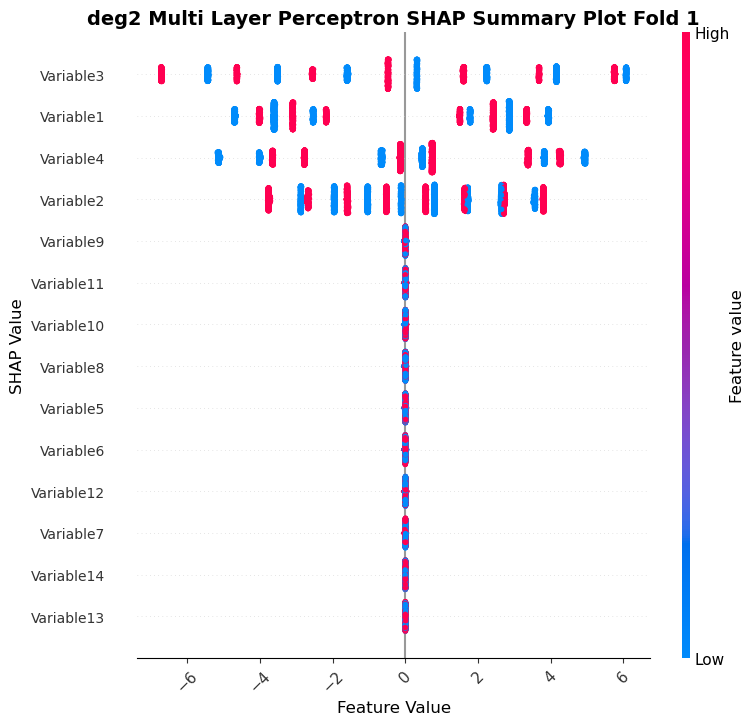 deg2 Multi Layer Perceptron SHAP Summary Plot Fold 1
High
Variable3
Variable1
Variable4
Variable2
Variable9
Variable11
Variable10
Variable8
Variable5
Variable6
Variable12
Variable7
Variable14
Variable13
SHAP Value
Feature value
Low
−6 −4 −2 0 2 4 6
Feature Value